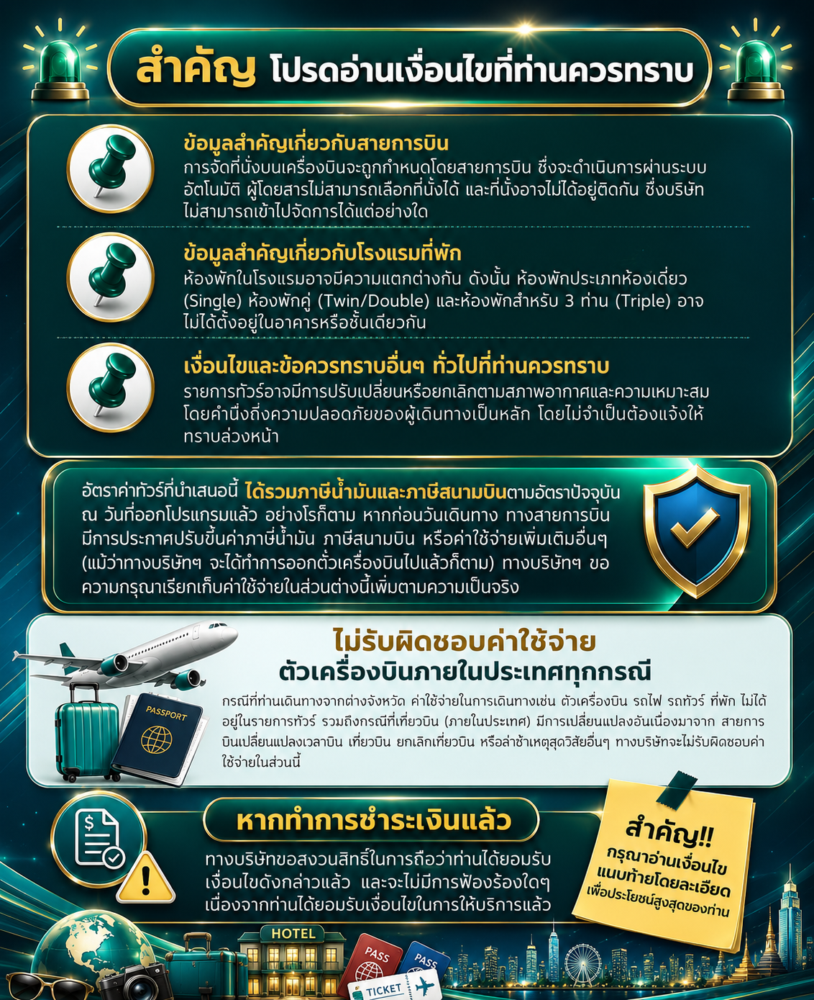 สำคัญ โปรดอ่านเงื่อนไขที่ท่านควรทราบ
ข้อมูลสำคัญเกี่ยวกับสายการบิน
การจัดที่นั่งบนเครื่องบินจะถูกกำหนดโดยสายการบิน ซึ่งจะดำเนินการผ่านระบบ
อัตโนมัติ ผู้โดยสารไม่สามารถเลือกที่นั่งได้ และที่นั่งอาจไม่ได้อยู่ติดกัน ซึ่งบริษัท
ไม่สามารถเข้าไปจัดการได้แต่อย่างใด
ข้อมูลสำคัญเกี่ยวกับโรงแรมที่พัก
ห้องพักในโรงแรมอาจมีความแตกต่างกัน ดังนั้น ห้องพักประเภทห้องเดี่ยว
(Single) ห้องพักคู่ (Twin/Double) และห้องพักสำหรับ 3 ท่าน (Triple) อาจ
ไม่ได้ตั้งอยู่ในอาคารหรือชั้นเดียวกัน
เงื่อนไขและข้อควรทราบอื่นๆ ทั่วไปที่ท่านควรทราบ
รายการทัวร์อาจมีการปรับเปลี่ยนหรือยกเลิกตามสภาพอากาศและความเหมาะสม
โดยคำนึงถึงความปลอดภัยของผู้เดินทางเป็นหลัก โดยไม่จำเป็นต้องแจ้งให้
ทราบล่วงหน้า
อัตราค่าทัวร์ที่นำเสนอนี้ ได้รวมภาษีน้ำมันและภาษีสนามบินตามอัตราปัจจุบัน
ณ วันที่ออกโปรแกรมแล้ว อย่างไรก็ตาม หากก่อนวันเดินทาง ทางสายการบิน
มีการประกาศปรับขึ้นค่าภาษีน้ำมัน ภาษีสนามบิน หรือค่าใช้จ่ายเพิ่มเติมอื่นๆ
(แม้ว่าทางบริษัทฯ จะได้ทำการออกตั๋วเครื่องบินไปแล้วก็ตาม) ทางบริษัทฯ ขอ
ความกรุณาเรียกเก็บค่าใช้จ่ายในส่วนต่างนี้เพิ่มตามความเป็นจริง
ไม่รับผิดชอบค่าใช้จ่าย
ตัวเครื่องบินภายในประเทศทุกกรณี
กรณีที่ท่านเดินทางจากต่างจังหวัด ค่าใช้จ่ายในการเดินทางเช่น ตัวเครื่องบิน รถไฟ รถทัวร์ ที่พัก ไม่ได้
อยู่ในรายการทัวร์ รวมถึงกรณีที่เที่ยวบิน (ภายในประเทศ) มีการเปลี่ยนแปลงอันเนื่องมาจาก สายการ
บินเปลี่ยนแปลงเวลาบิน เที่ยวบิน ยกเลิกเที่ยวบิน หรือล่าช้าเหตุสุดวิสัยอื่นๆ ทางบริษัทจะไม่รับผิดชอบค่า
ใช้จ่ายในส่วนนี้
PASSPORT
หากทำการชำระเงินแล้ว
ทางบริษัทขอสงวนสิทธิ์ในการถือว่าท่านได้ยอมรับ
เงื่อนไขดังกล่าวแล้ว และจะไม่มีการฟ้องร้องใดๆ
เนื่องจากท่านได้ยอมรับเงื่อนไขในการให้บริการแล้ว
สำคัญ!!
กรุณาอ่านเงื่อนไข
แนบท้ายโดยละเอียด
เพื่อประโยชน์สูงสุดของท่าน
HOTEL
PASS
PASS
TICKET